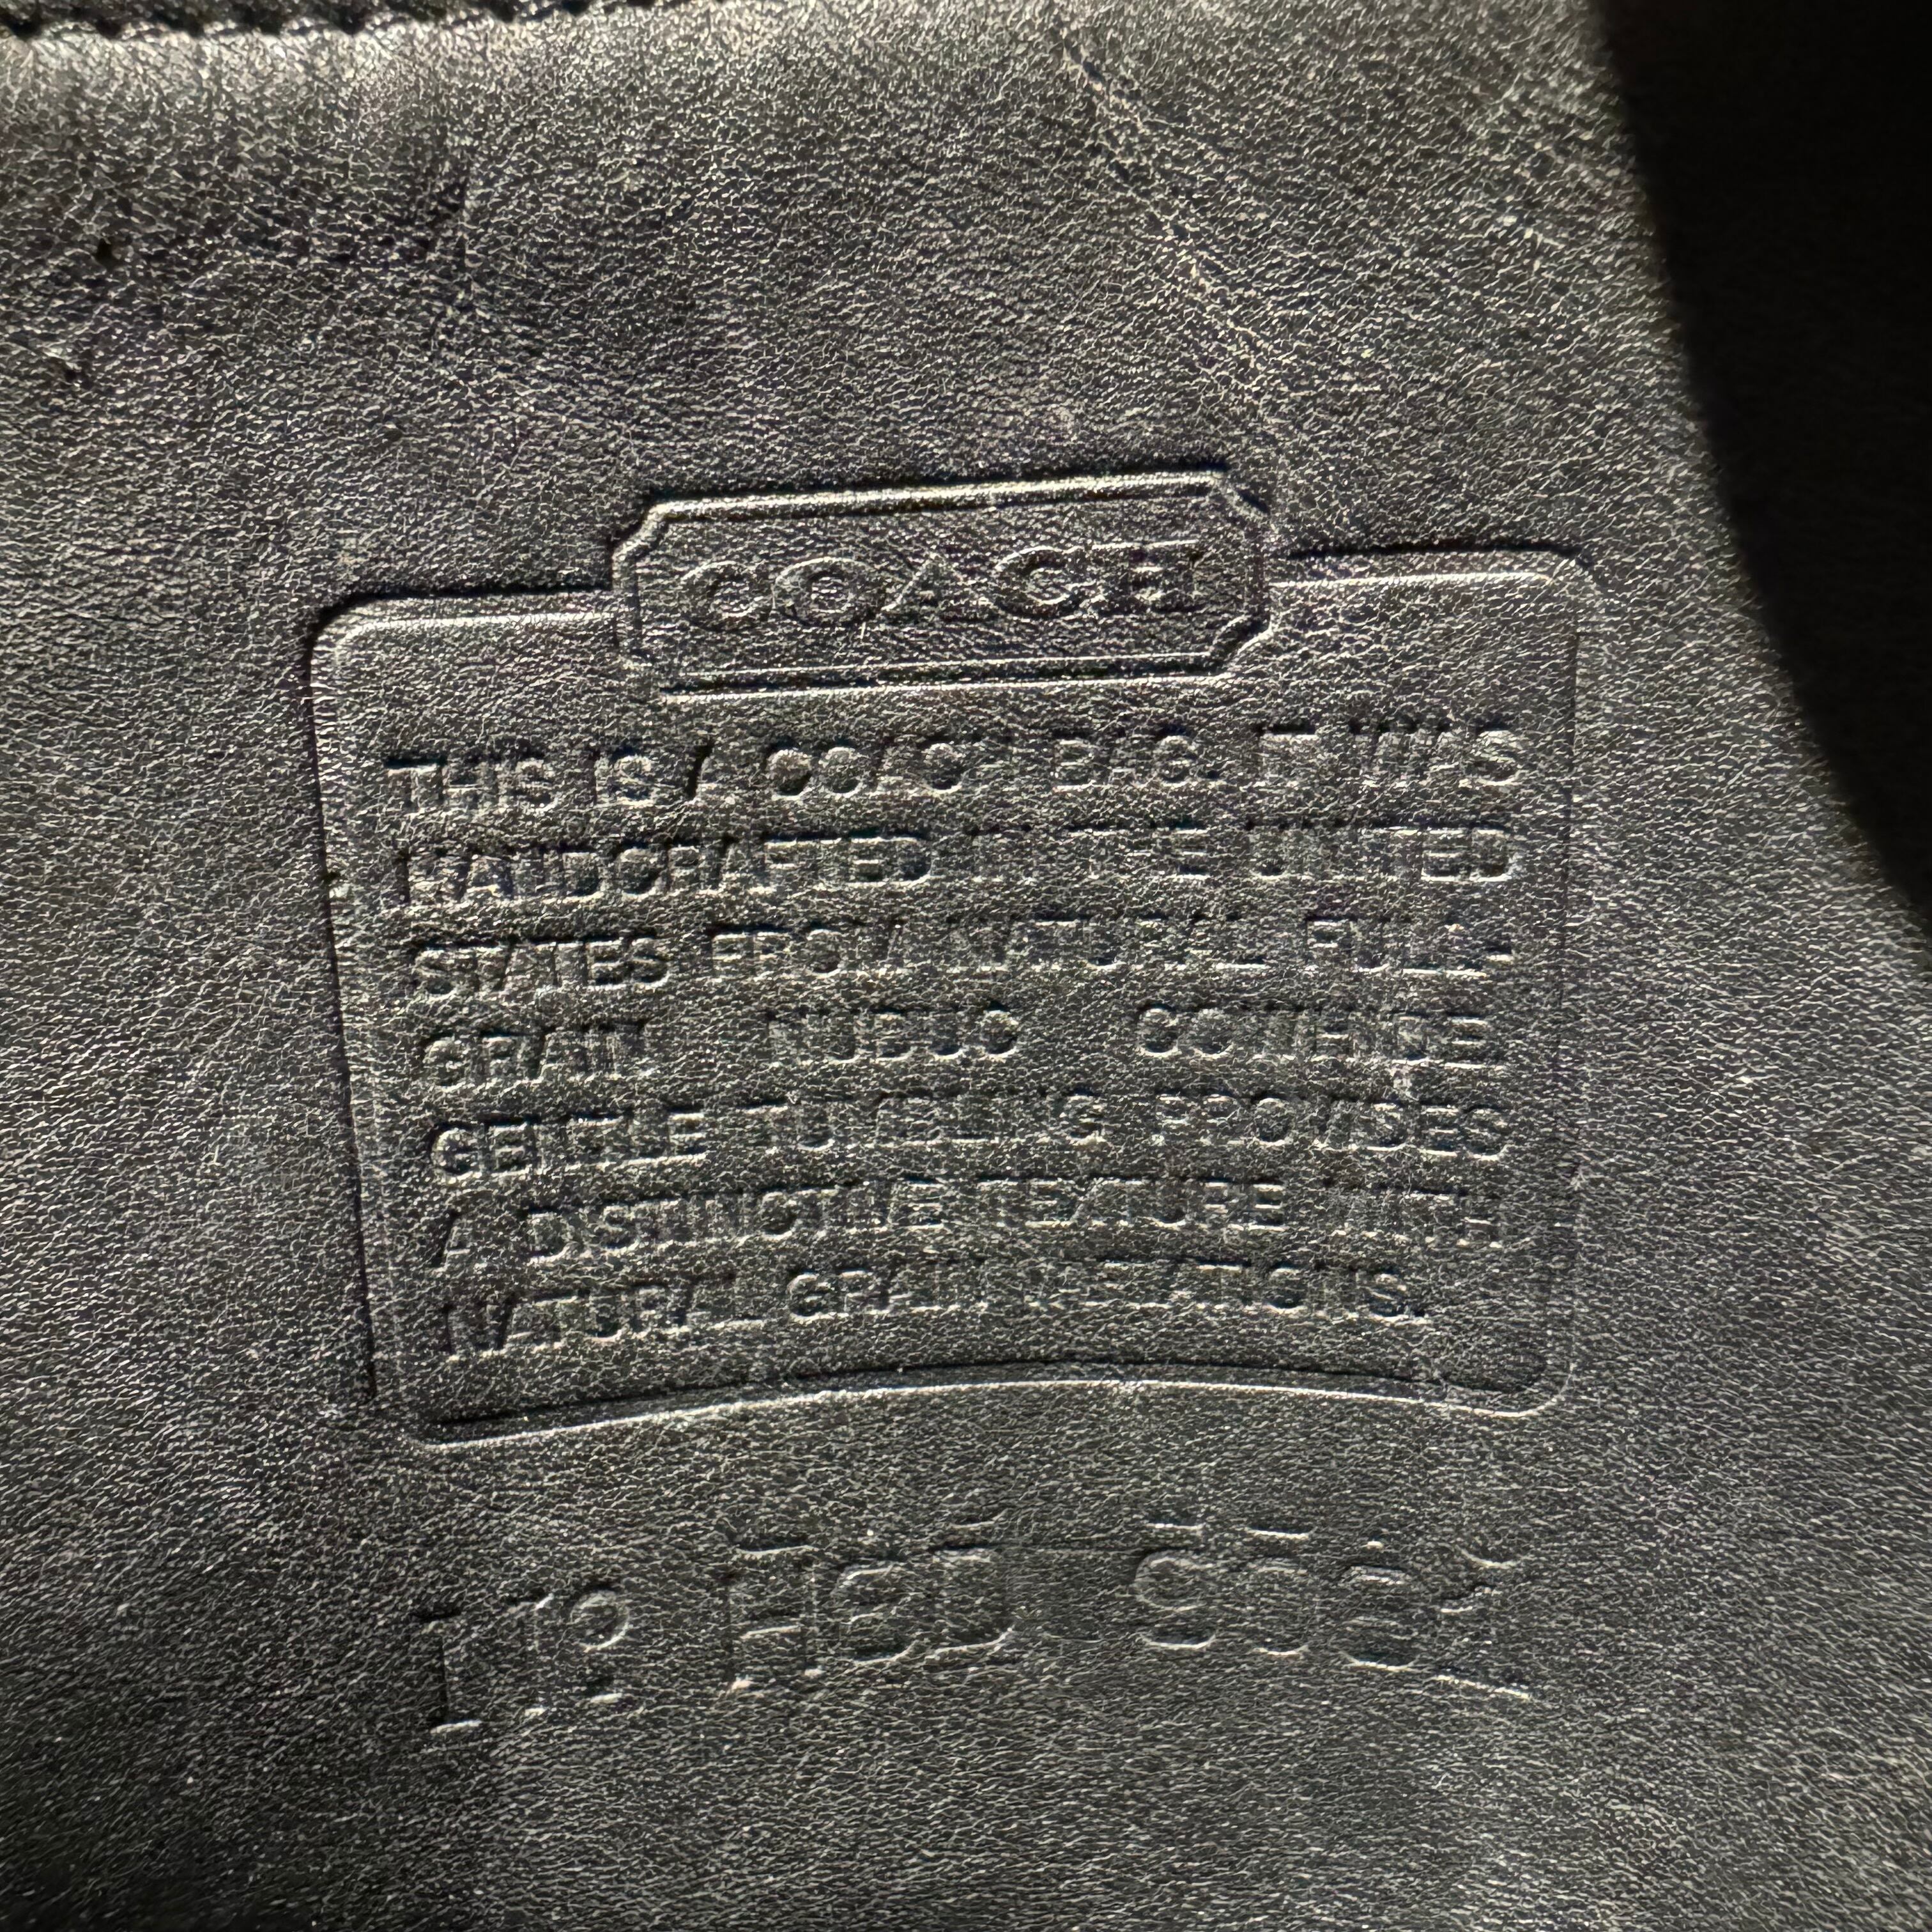 COACH
THIS IS A COACH BAG. IT WAS
HANDCRAFTED IN THE UNITED
STATES FROM NATURAL FULL-
GRAIN NUBUC COWHIDE.
GENTLE TUMBLING PROVIDES
A DISTINCTIVE TEXTURE WITH
NATURAL GRAIN VARIATIONS.